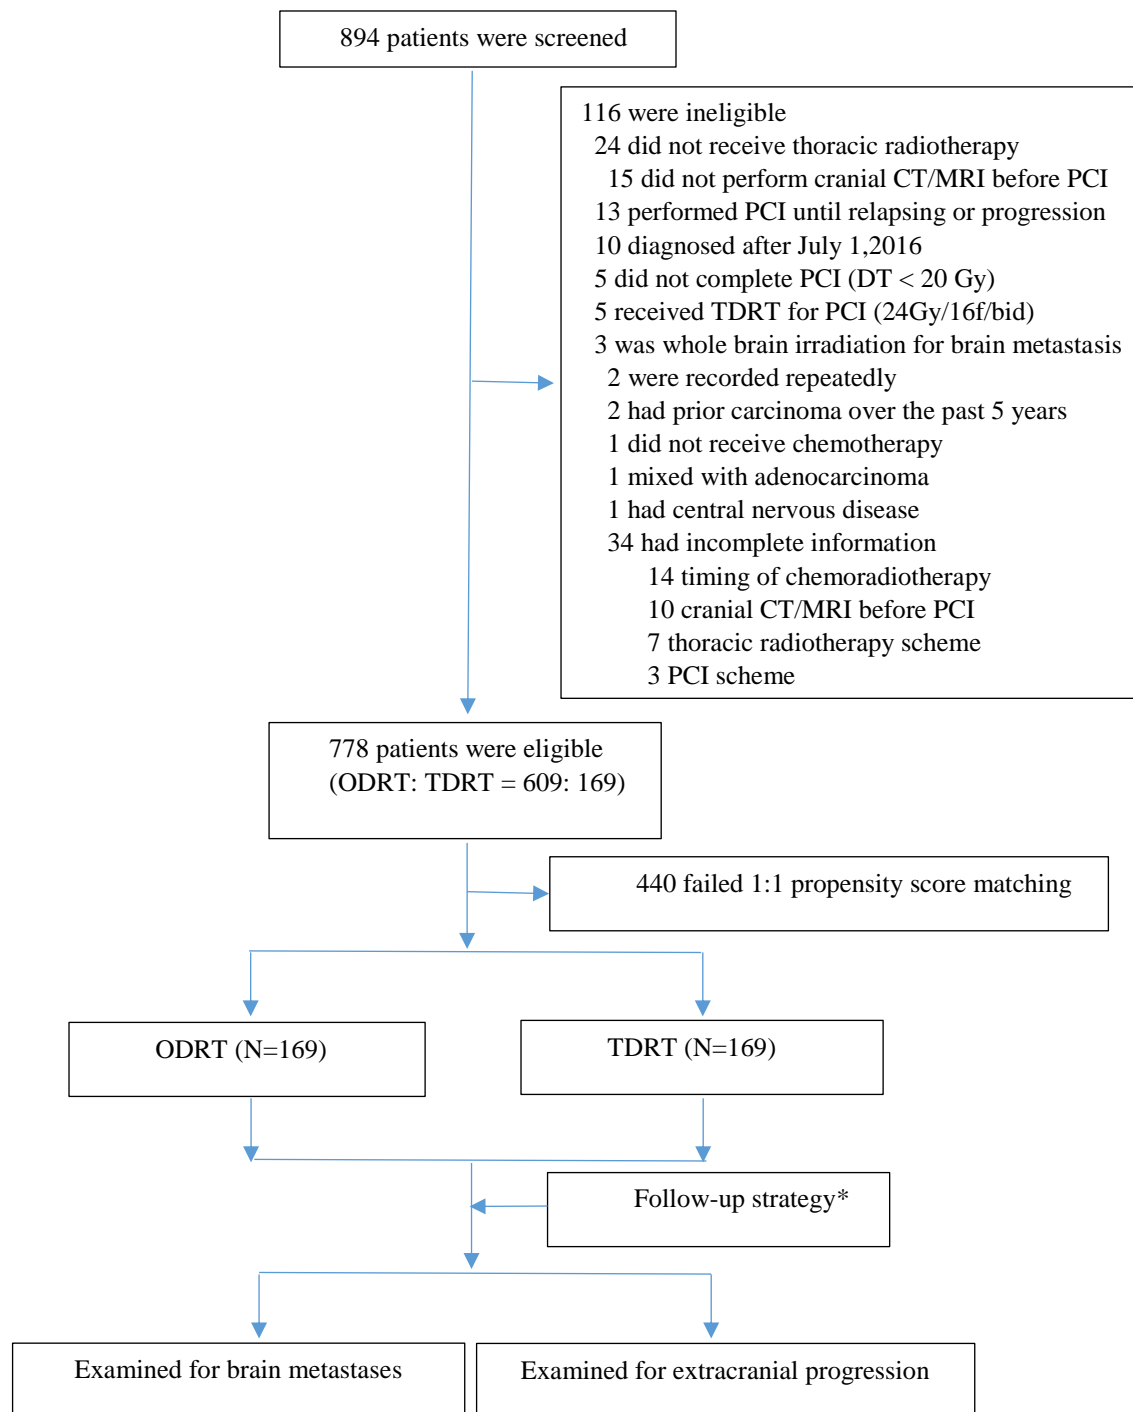 894 patients were screened
116 were ineligible
24 did not receive thoracic radiotherapy
15 did not perform cranial CT/MRI before PCI
13 performed PCI until relapsing or progression
10 diagnosed after July 1,2016
5 did not complete PCI (DT < 20 Gy)
5 received TDRT for PCI (24Gy/16f/bid)
3 was whole brain irradiation for brain metastasis
2 were recorded repeatedly
2 had prior carcinoma over the past 5 years
1 did not receive chemotherapy
1 mixed with adenocarcinoma
1 had central nervous disease
34 had incomplete information
14 timing of chemoradiotherapy
10 cranial CT/MRI before PCI
7 thoracic radiotherapy scheme
3 PCI scheme
778 patients were eligible
(ODRT: TDRT = 609: 169)
440 failed 1:1 propensity score matching
ODRT (N=169)
TDRT (N=169)
Follow-up strategy*
Examined for brain metastases
Examined for extracranial progression